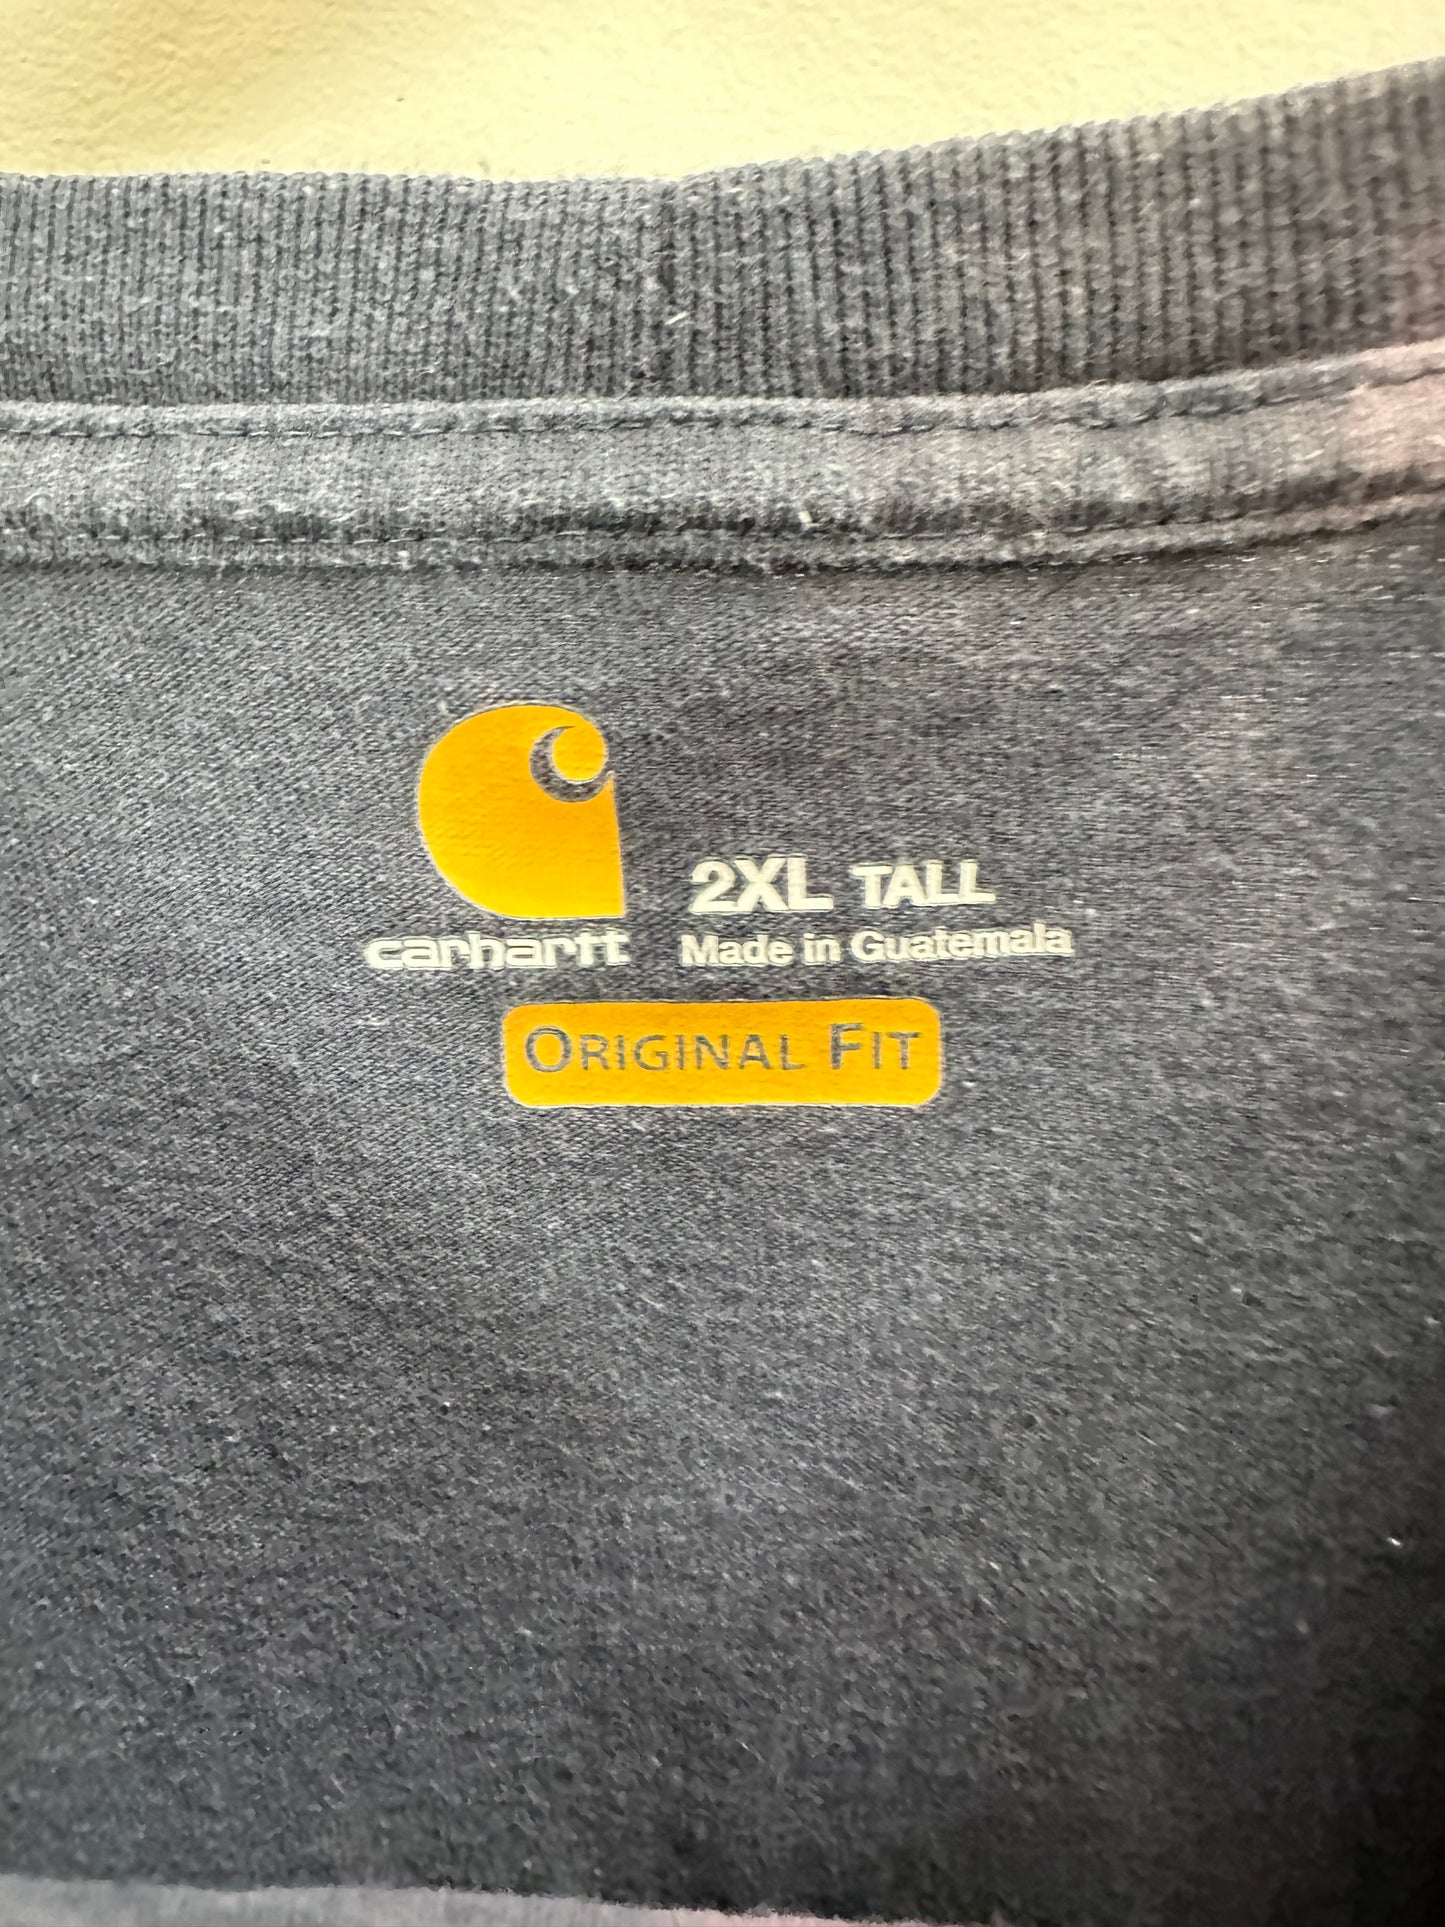 2XL TALL
carhartt
Made in Guatemala
ORIGINAL FIT